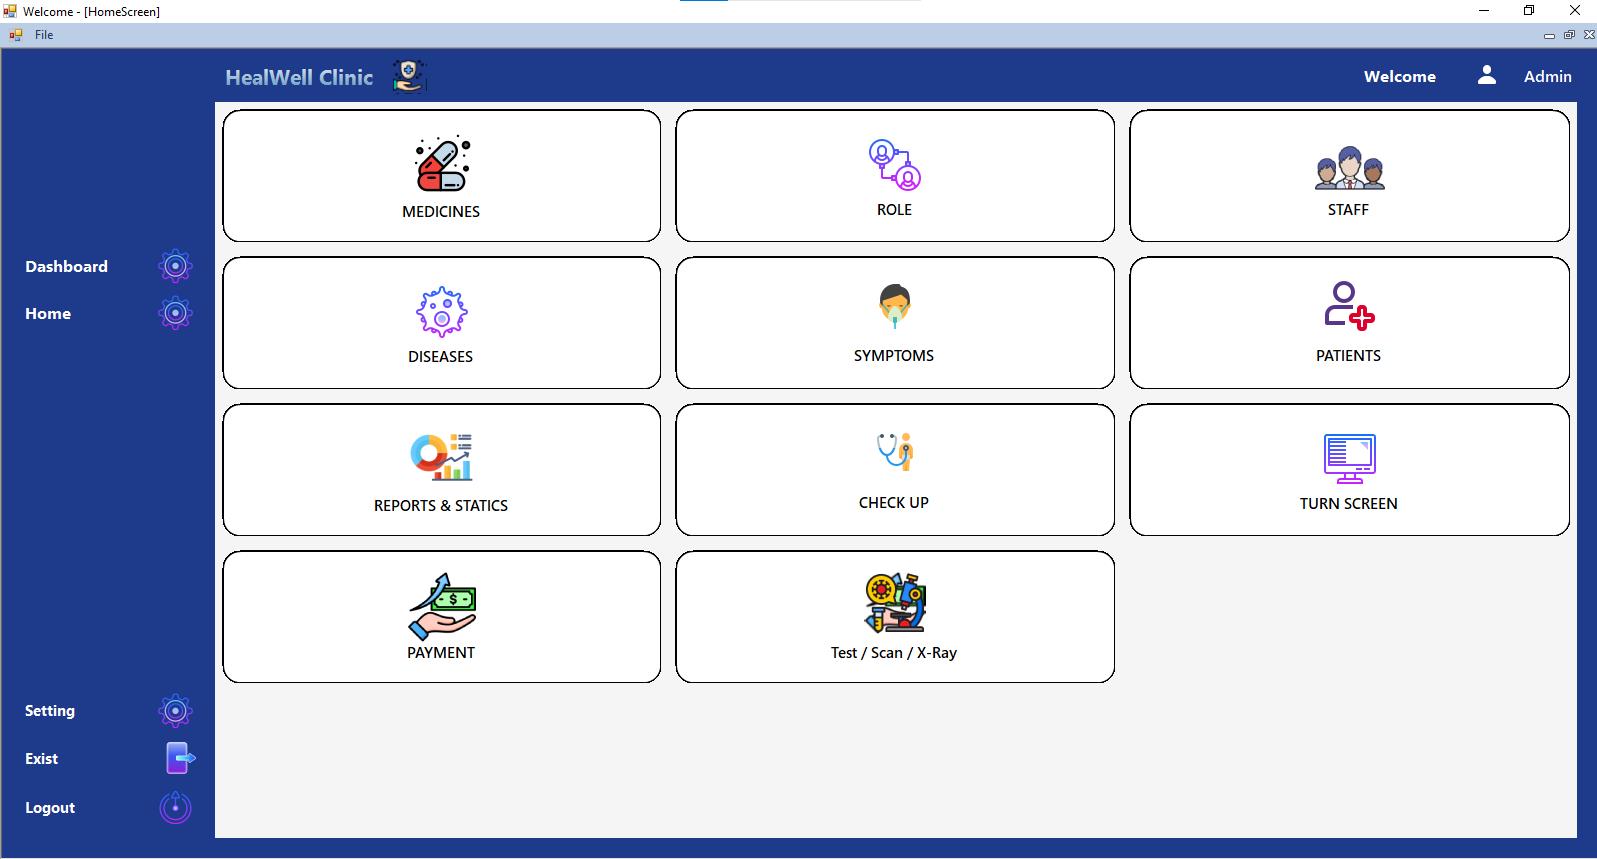 Welcome - [HomeScreen]
File
HealWell Clinic
Welcome
Admin
MEDICINES
ROLE
STAFF
Dashboard
Home
DISEASES
SYMPTOMS
PATIENTS
REPORTS & STATICS
CHECK UP
TURN SCREEN
PAYMENT
Test / Scan / X-Ray
Setting
Exist
Logout